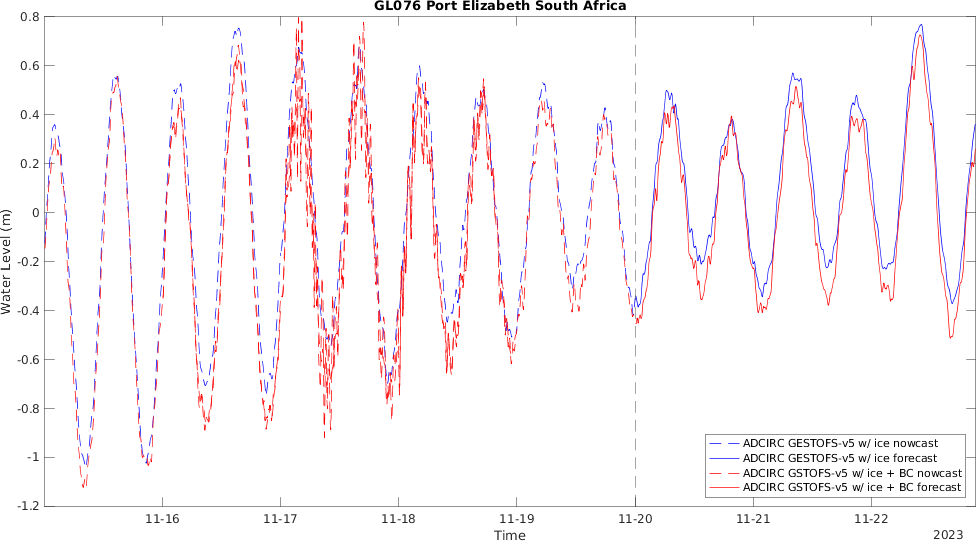 GL076 Port Elizabeth South Africa
0.8
0.6
0.4
0.2
0
-0.2
-0.4
-0.6
-0.8
-1
-1.2
Water Level (m)
ADCIRC GESTOFS-v5 w/ ice nowcast
ADCIRC GESTOFS-v5 w/ ice forecast
ADCIRC GSTOFS-v5 w/ ice + BC nowcast
ADCIRC GSTOFS-v5 w/ ice + BC forecast
11-16 11-17 11-18 11-19 11-20 11-21 11-22
Time
2023